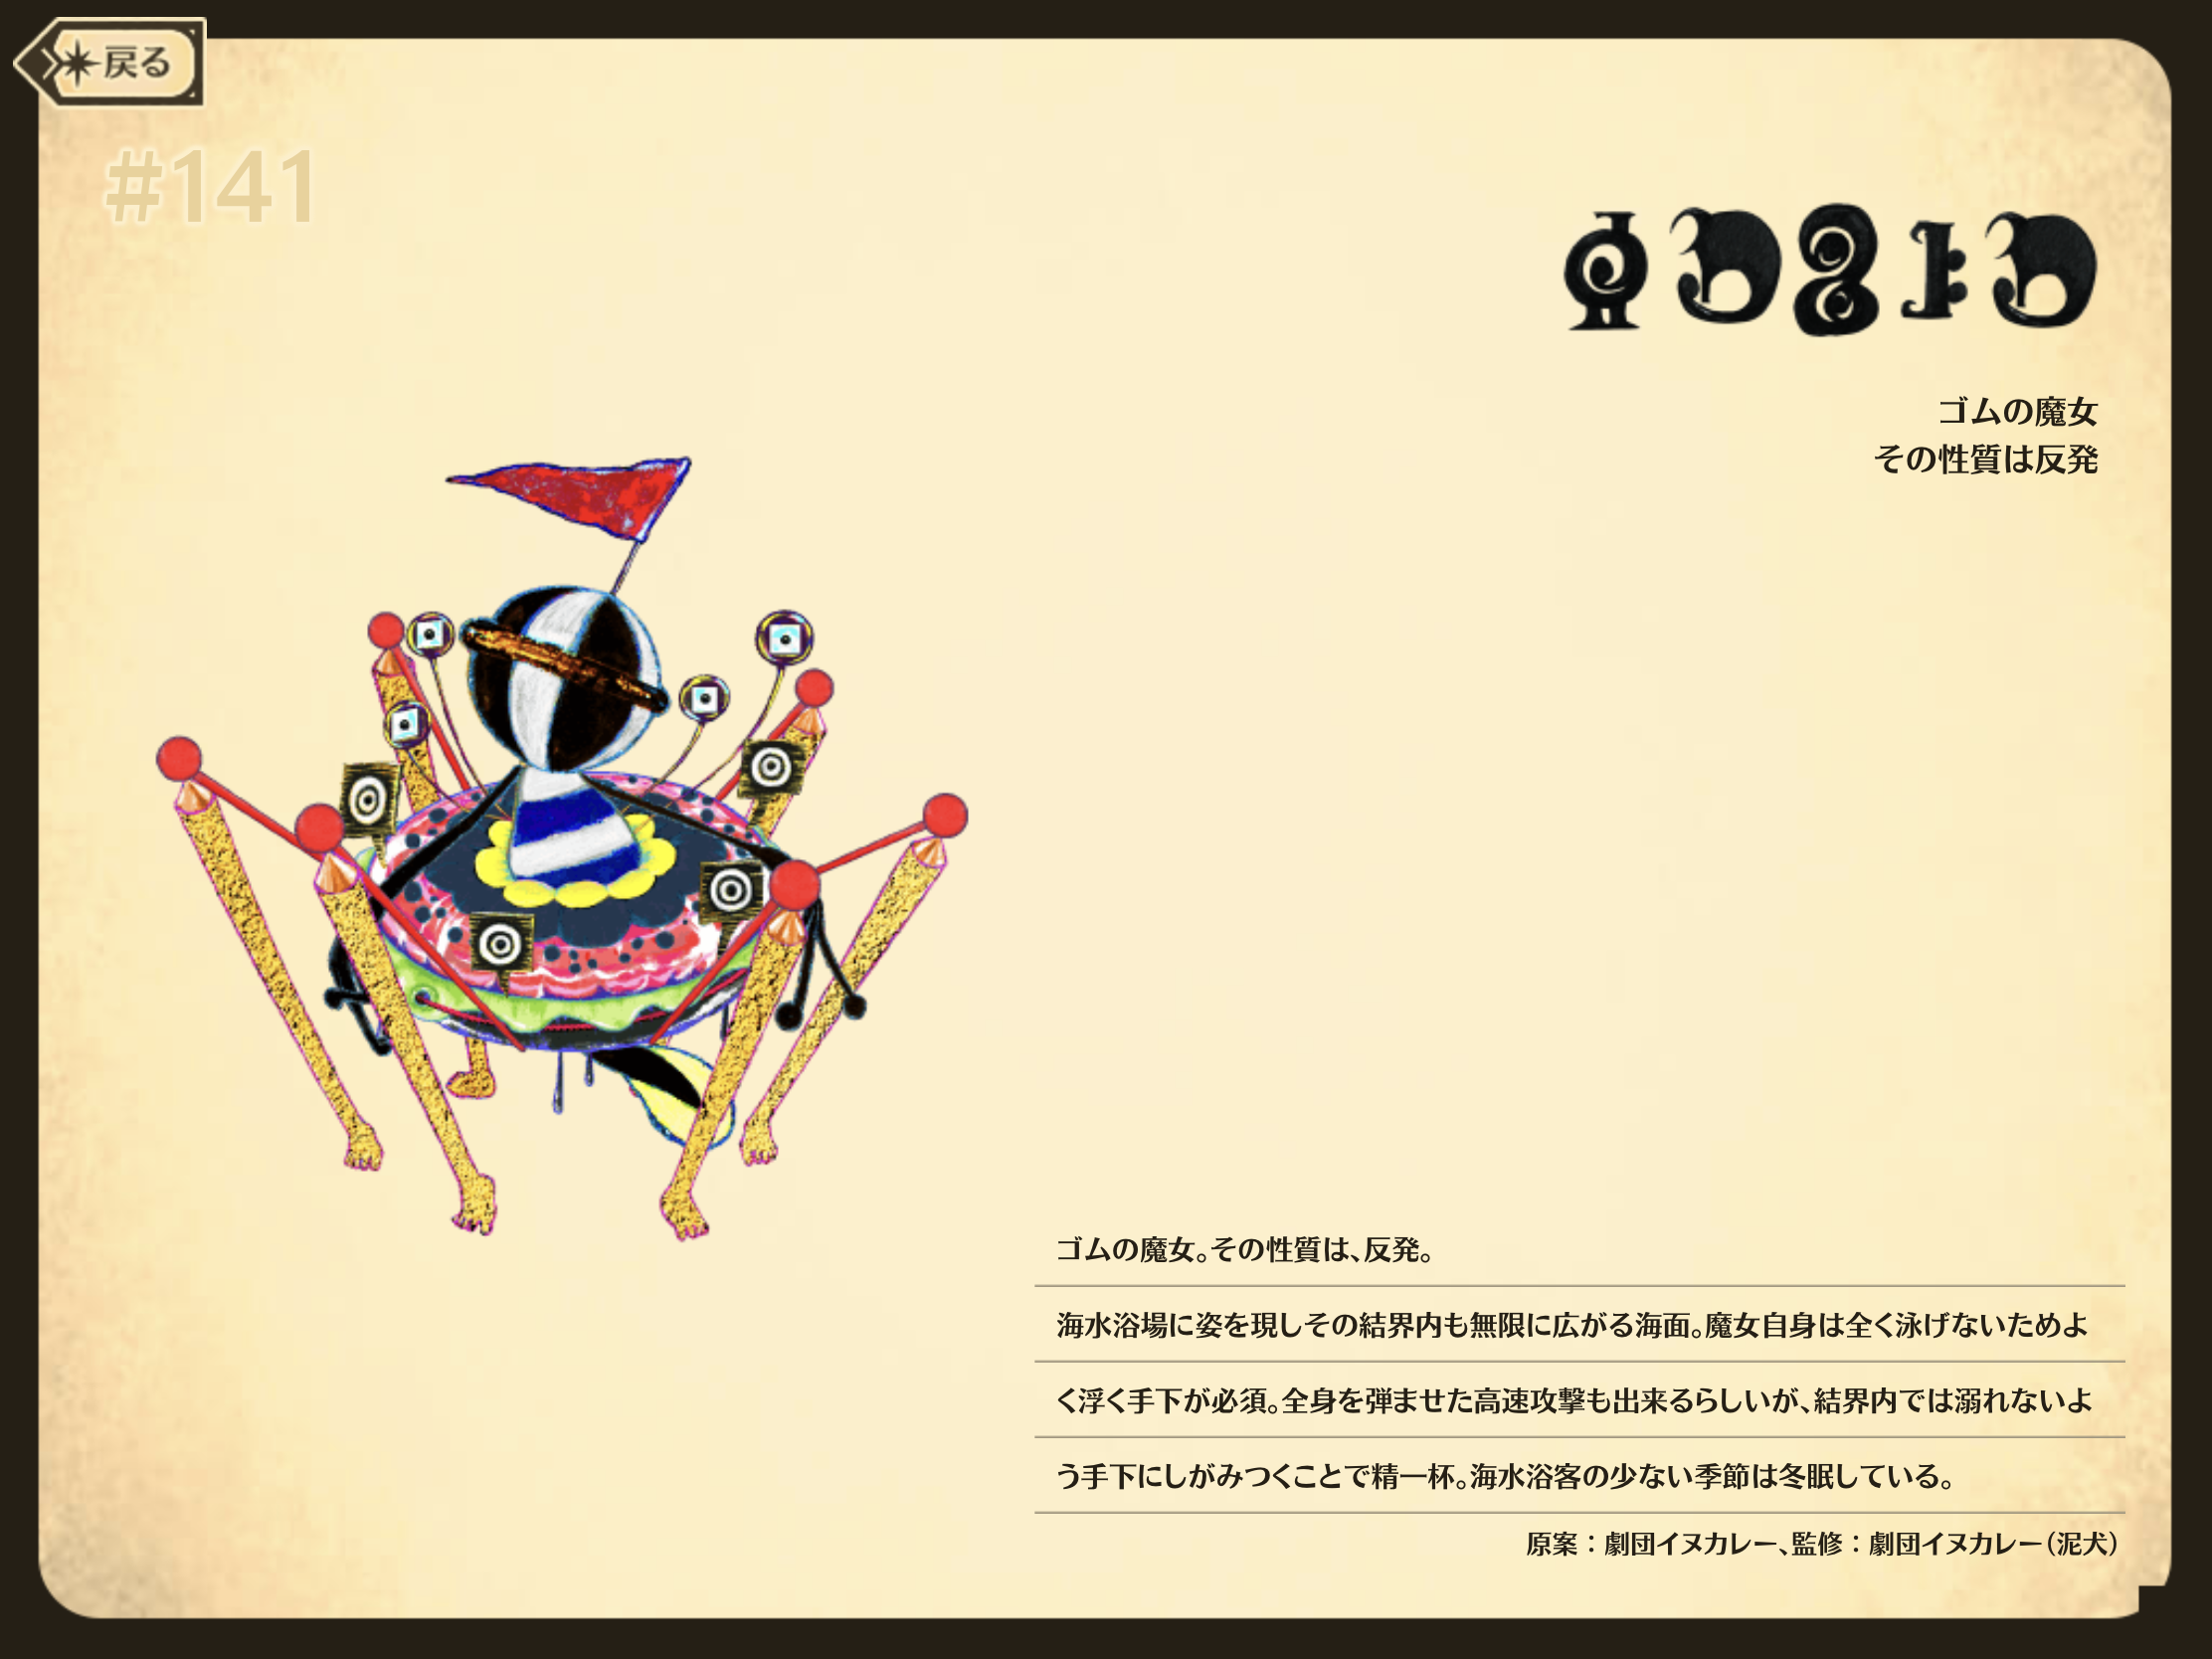 戻る
#141
ゴムの魔女
その性質は反発
ゴムの魔女。その性質は、反発。
海水浴場に姿を現しその結界内も無限に広がる海面。魔女自身は全く泳げないためよ
く浮く手下が必須。全身を弾ませた高速攻撃も出来るらしいが、結界内では溺れないよ
う手下にしがみつくことで精一杯。海水浴客の少ない季節は冬眠している。
原案：劇団イヌカレー、監修：劇団イヌカレー（泥犬）